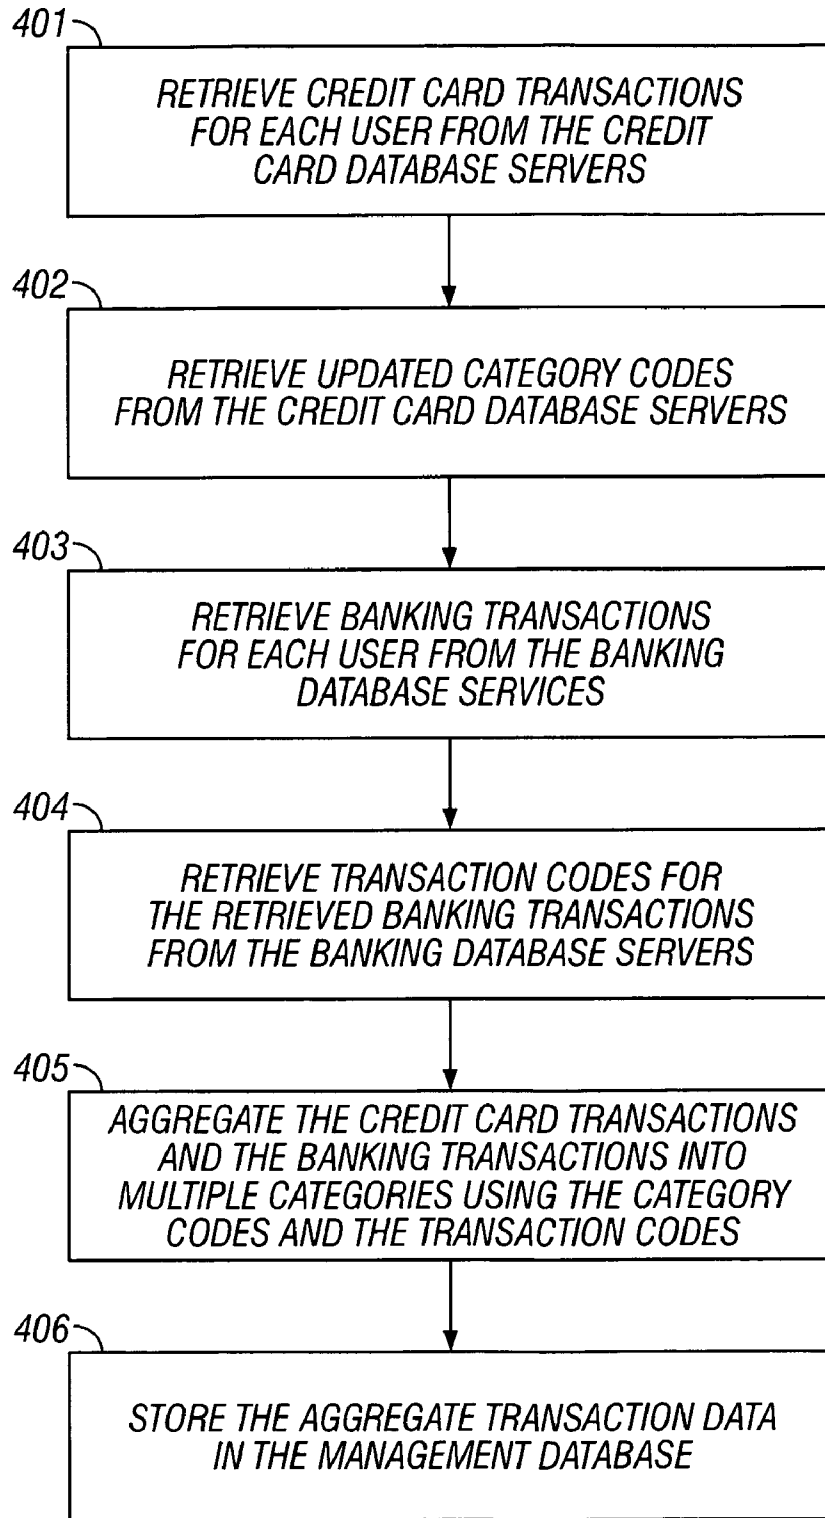 401
RETRIEVE CREDIT CARD TRANSACTIONS
FOR EACH USER FROM THE CREDIT
CARD DATABASE SERVERS
402
RETRIEVE UPDATED CATEGORY CODES
FROM THE CREDIT CARD DATABASE SERVERS
403
RETRIEVE BANKING TRANSACTIONS
FOR EACH USER FROM THE BANKING
DATABASE SERVICES
404
RETRIEVE TRANSACTION CODES FOR
THE RETRIEVED BANKING TRANSACTIONS
FROM THE BANKING DATABASE SERVERS
405
AGGREGATE THE CREDIT CARD TRANSACTIONS
AND THE BANKING TRANSACTIONS INTO
MULTIPLE CATEGORIES USING THE CATEGORY
CODES AND THE TRANSACTION CODES
406
STORE THE AGGREGATE TRANSACTION DATA
IN THE MANAGEMENT DATABASE